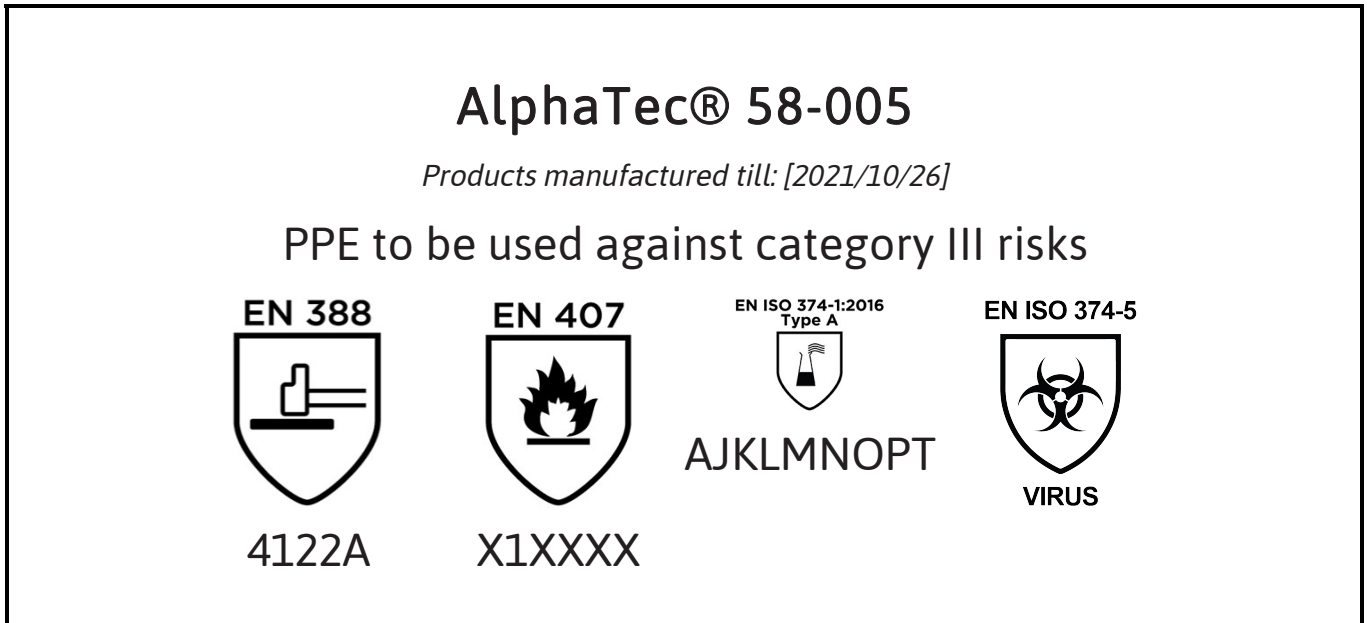 AlphaTec® 58-005
Products manufactured till: [2021/10/26]
PPE to be used against category III risks
EN 388
4122A
EN 407
X1XXXX
EN ISO 374-1:2016
Type A
AJKLMNOPT
EN ISO 374-5
VIRUS